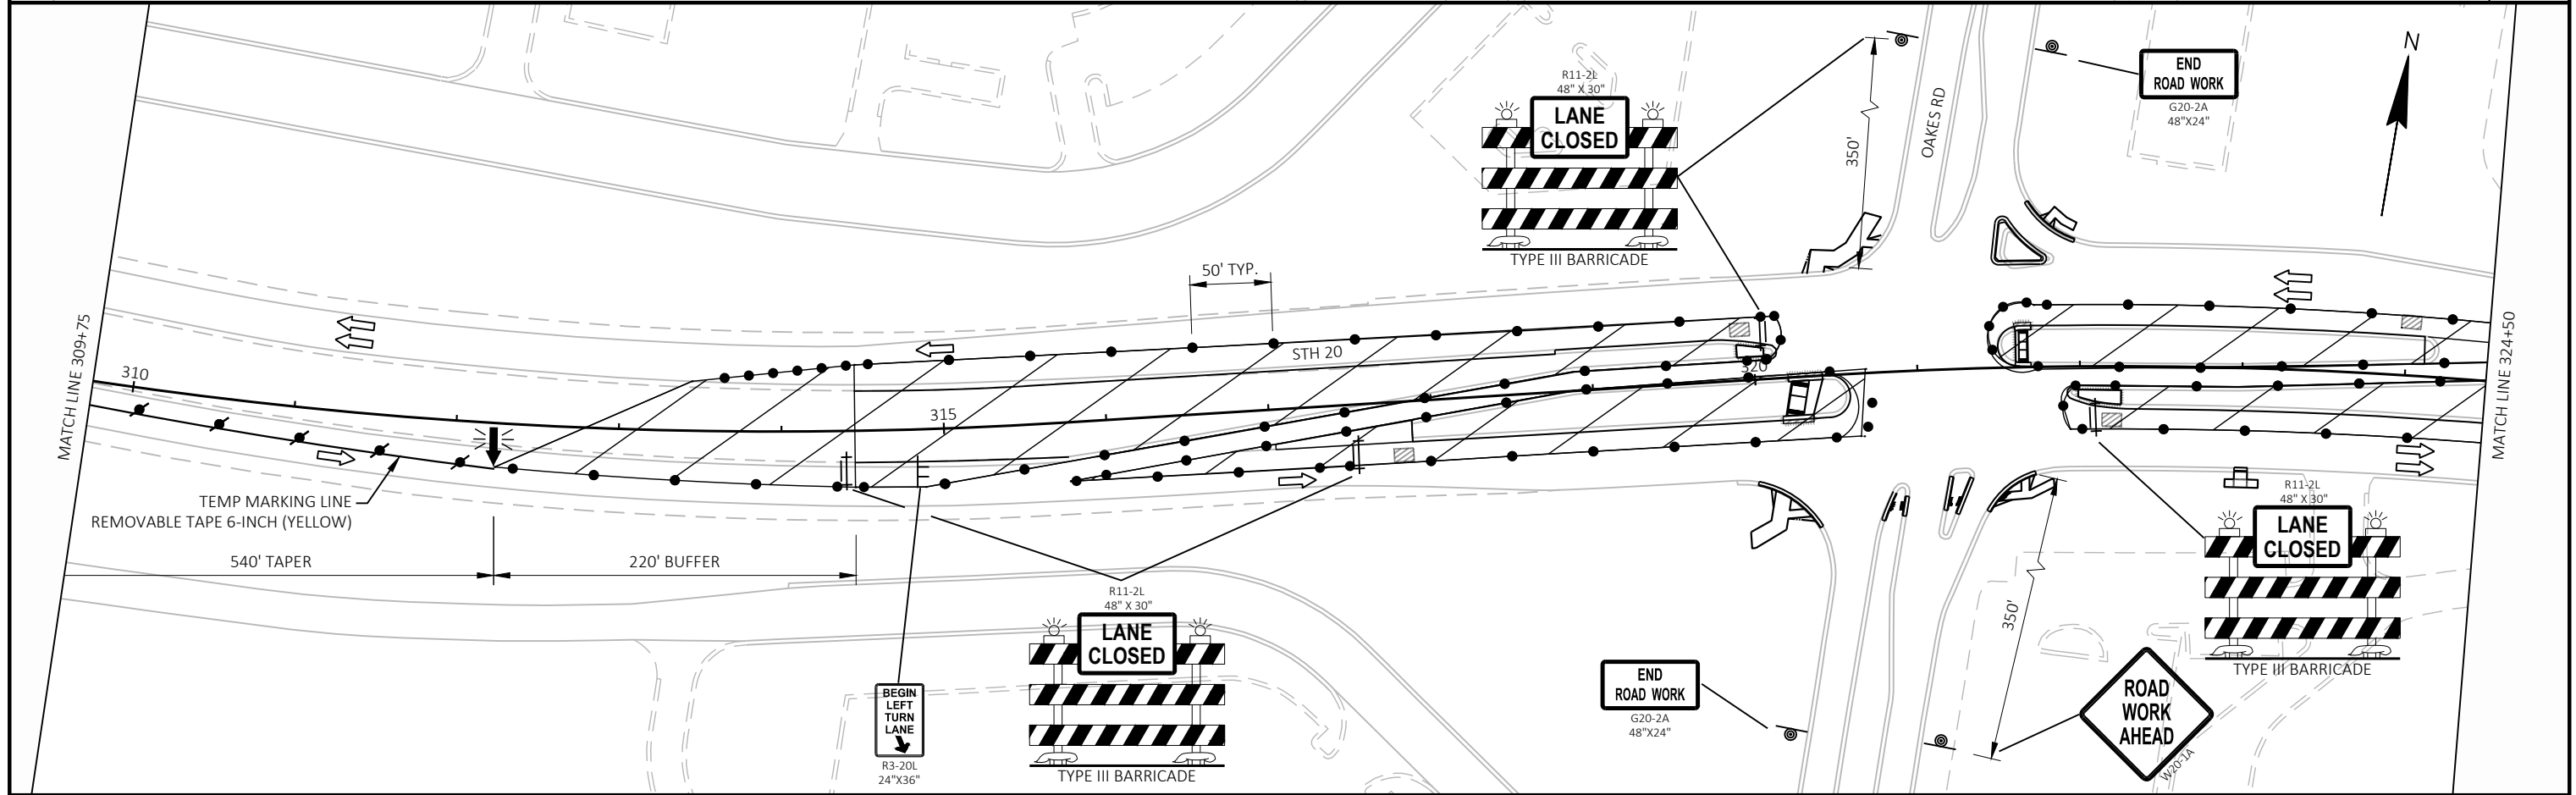 MATCH LINE 309+75
310
TEMP MARKING LINE
REMOVABLE TAPE 6-INCH (YELLOW)
540' TAPER
220' BUFFER
315
50' TYP.
STH 20
320
R11-2L
48" X 30"
LANE
CLOSED
TYPE III BARRICADE
350'
OAKES RD
END
ROAD WORK
G20-2A
48"X24"
N
MATCH LINE 324+50
BEGIN
LEFT
TURN
LANE
R3-20L
24"X36"
R11-2L
48" X 30"
LANE
CLOSED
TYPE III BARRICADE
END
ROAD WORK
G20-2A
48"X24"
350'
R11-2L
48" X 30"
LANE
CLOSED
TYPE III BARRICADE
ROAD
WORK
AHEAD
W20-1A